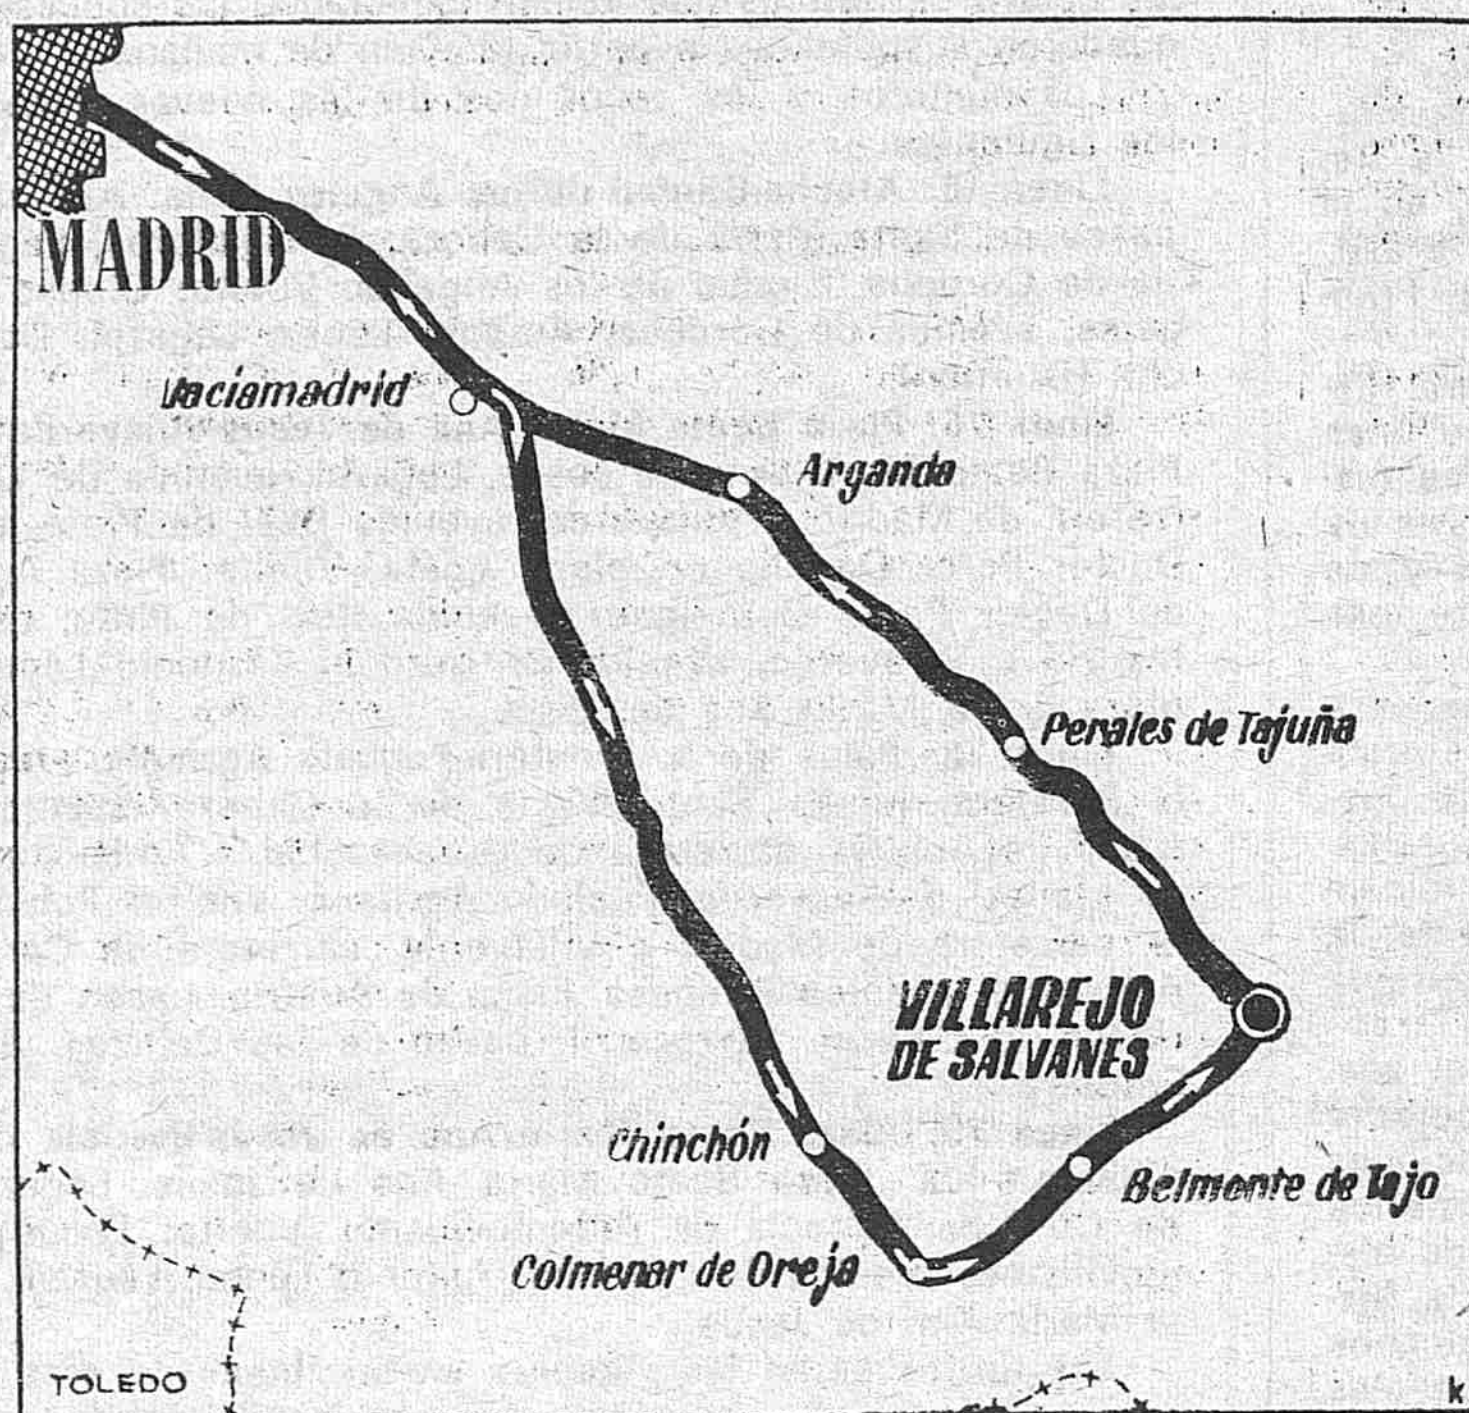 MADRID
Vaciamadrid
Arganda
Perales de Tajuña
VILLAREJO
DE SALVANES
Chinchón
Belmonte de Tajo
Colmenar de Oreja
TOLEDO
k